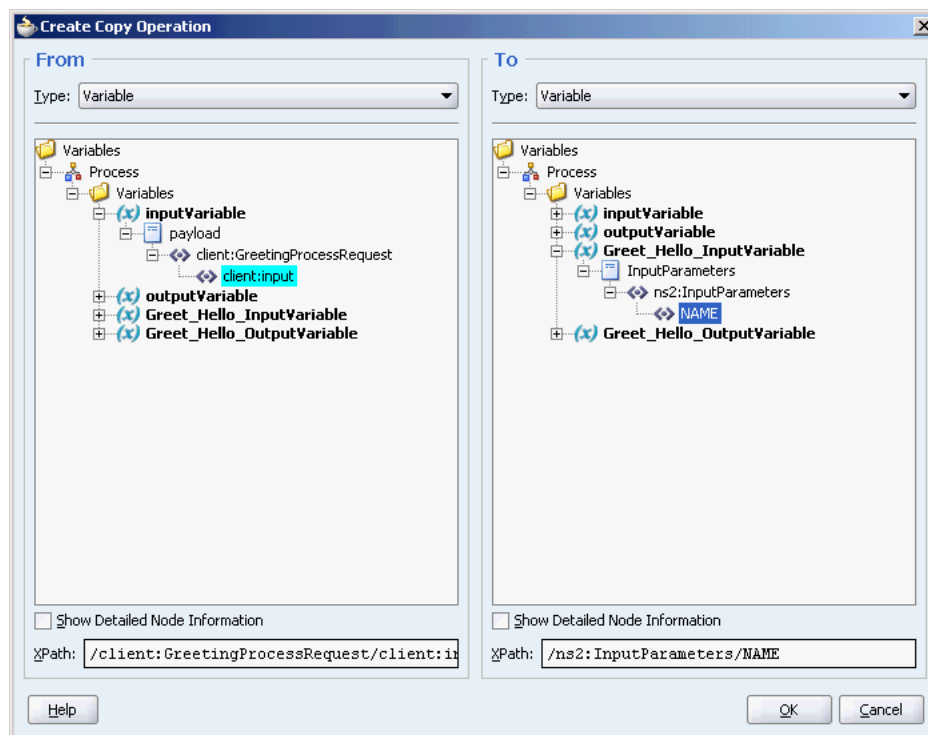 Create Copy Operation
From
Type: Variable
Variables
Process
Variables
(x) inputVariable
payload
client:GreetingProcessRequest
client:input
(x) outputVariable
(x) Greet_Hello_InputVariable
(x) Greet_Hello_OutputVariable
Show Detailed Node Information
XPath: /client:GreetingProcessRequest/client:in
To
Type: Variable
Variables
Process
Variables
(x) inputVariable
(x) outputVariable
(x) Greet_Hello_InputVariable
InputParameters
ns2:InputParameters
NAME
(x) Greet_Hello_OutputVariable
Show Detailed Node Information
XPath: /ns2:InputParameters/NAME
Help
OK
Cancel